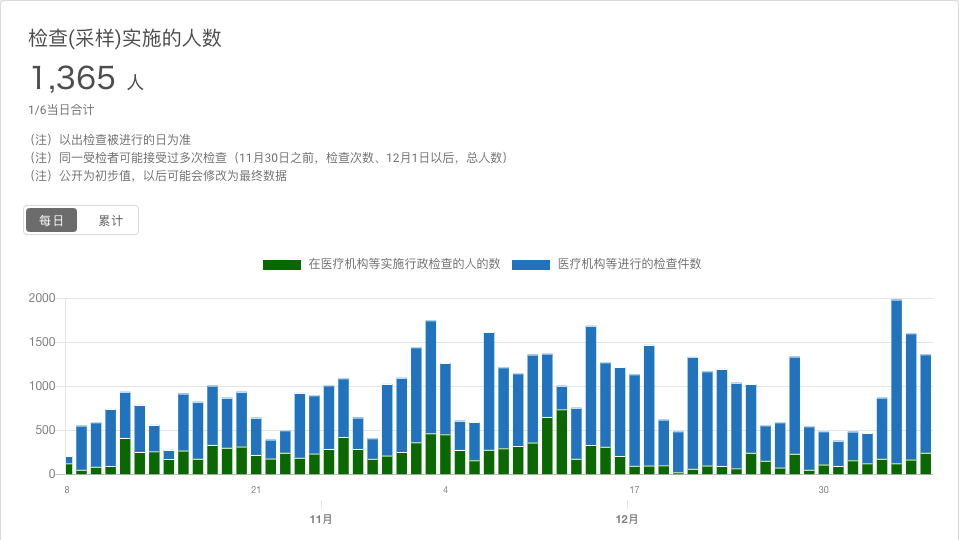 检查(采样)实施的人数
1,365 人
1/6当日合计
（注）以出检查被进行的日为准
（注）同一受检者可能接受过多次检查（11月30日之前，检查次数、12月1日以后，总人数）
（注）公开为初步值，以后可能会修改为最终数据
每日 累计
在医疗机构等实施行政检查的人的数 医疗机构等进行的检查件数
2000
1500
1000
500
0
8 21 4 17 30
11月 12月